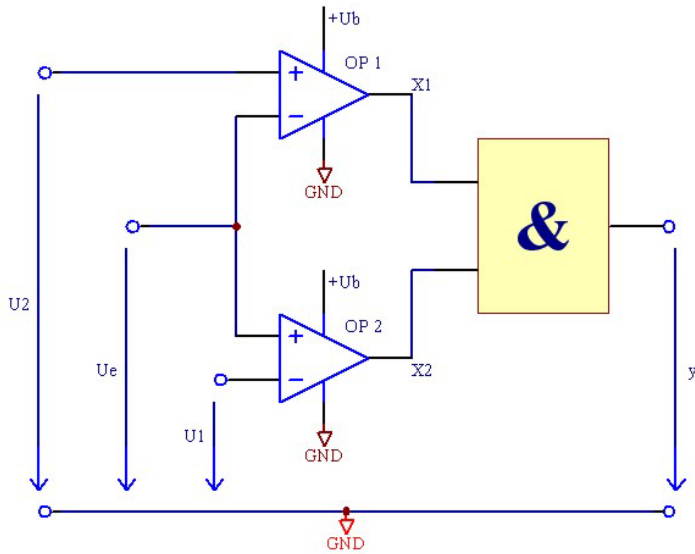 +Ub
OP 1
X1
GND
&
U2
+Ub
OP 2
Ue
X2
y
U1
GND
GND